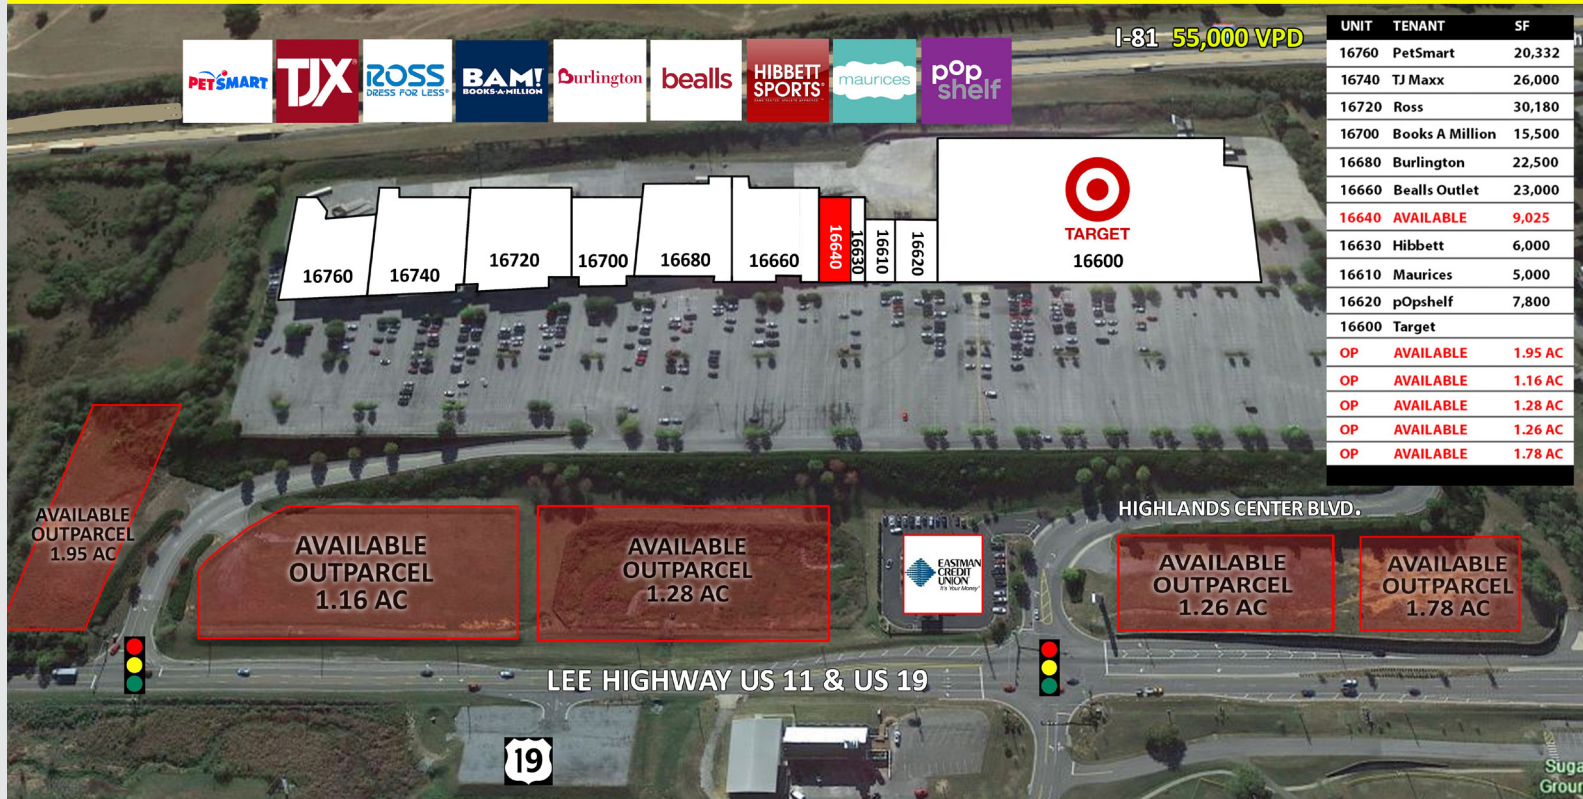 I-81 55,000 VPD
PETSMART
TJX
ROSS
DRESS FOR LESS®
BAM!
BOOKS-A-MILLION
Burlington
bealls
HIBBETT
SPORTS
maurices
pOp
shelf
UNIT TENANT SF
16760 PetSmart 20,332
16740 TJ Maxx 26,000
16720 Ross 30,180
16700 Books A Million 15,500
16680 Burlington 22,500
16660 Bealls Outlet 23,000
16640 AVAILABLE 9,025
16630 Hibbett 6,000
16610 Maurices 5,000
16620 pOpshelf 7,800
16600 Target
OP AVAILABLE 1.95 AC
OP AVAILABLE 1.16 AC
OP AVAILABLE 1.28 AC
OP AVAILABLE 1.26 AC
OP AVAILABLE 1.78 AC
16760
16740
16720
16700
16680
16660
16640
16630
16610
16620
TARGET
16600
AVAILABLE
OUTPARCEL
1.95 AC
AVAILABLE
OUTPARCEL
1.16 AC
AVAILABLE
OUTPARCEL
1.28 AC
EASTMAN
CREDIT
UNION
It's Your Money
HIGHLANDS CENTER BLVD.
AVAILABLE
OUTPARCEL
1.26 AC
AVAILABLE
OUTPARCEL
1.78 AC
LEE HIGHWAY US 11 & US 19
19
Suga
Groun